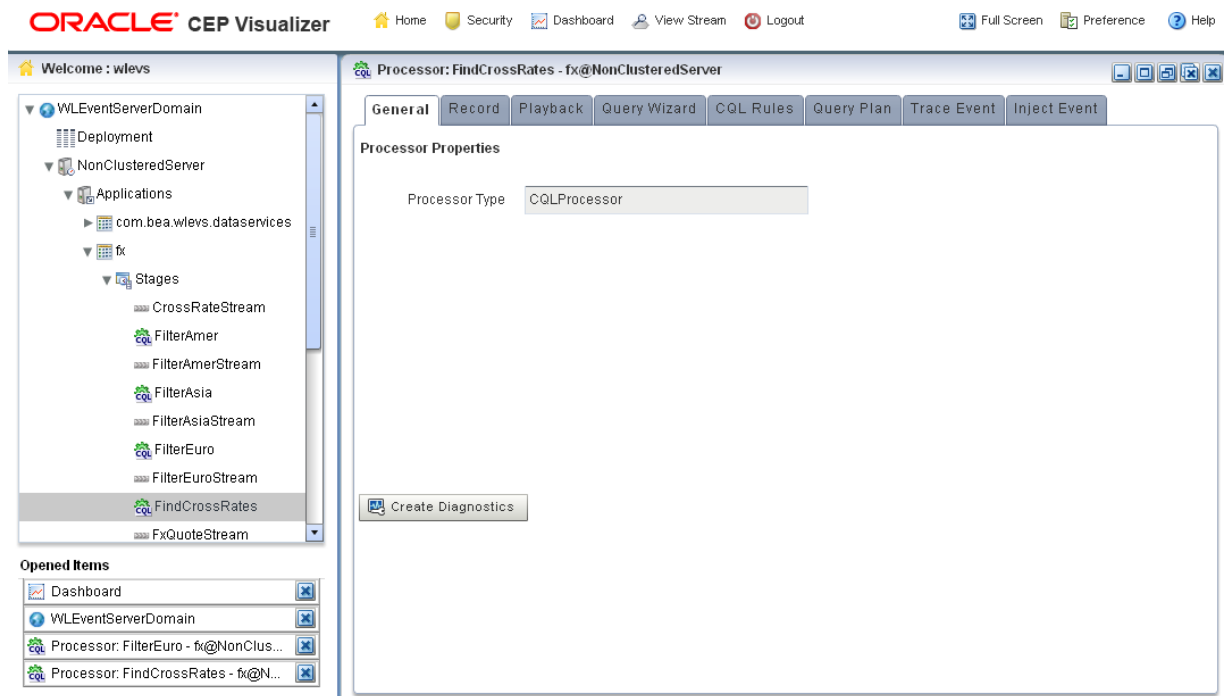 ORACLE CEP Visualizer
Home Security Dashboard View Stream Logout Full Screen Preference Help
Welcome : wlevs
WLEventServerDomain
Deployment
NonClusteredServer
Applications
com.bea.wlevs.dataservices
fx
Stages
CrossRateStream
FilterAmer
FilterAmerStream
FilterAsia
FilterAsiaStream
FilterEuro
FilterEuroStream
FindCrossRates
FxQuoteStream
Opened Items
Dashboard
WLEventServerDomain
Processor: FilterEuro - fx@NonClus...
Processor: FindCrossRates - fx@N...
Processor: FindCrossRates - fx@NonClusteredServer
General Record Playback Query Wizard CQL Rules Query Plan Trace Event Inject Event
Processor Properties
Processor Type CQLProcessor
Create Diagnostics